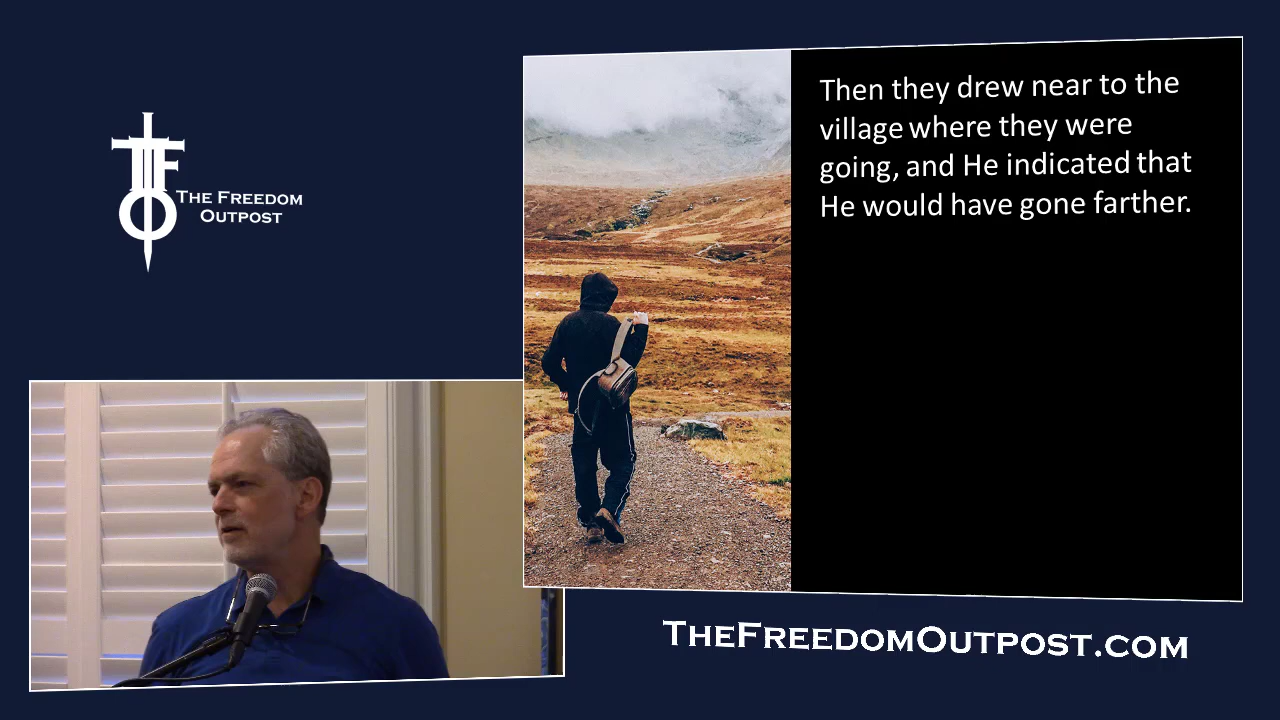 THE FREEDOM
OUTPOST
Then they drew near to the
village where they were
going, and He indicated that
He would have gone farther.
THEFREEDOMOUTPOST.COM